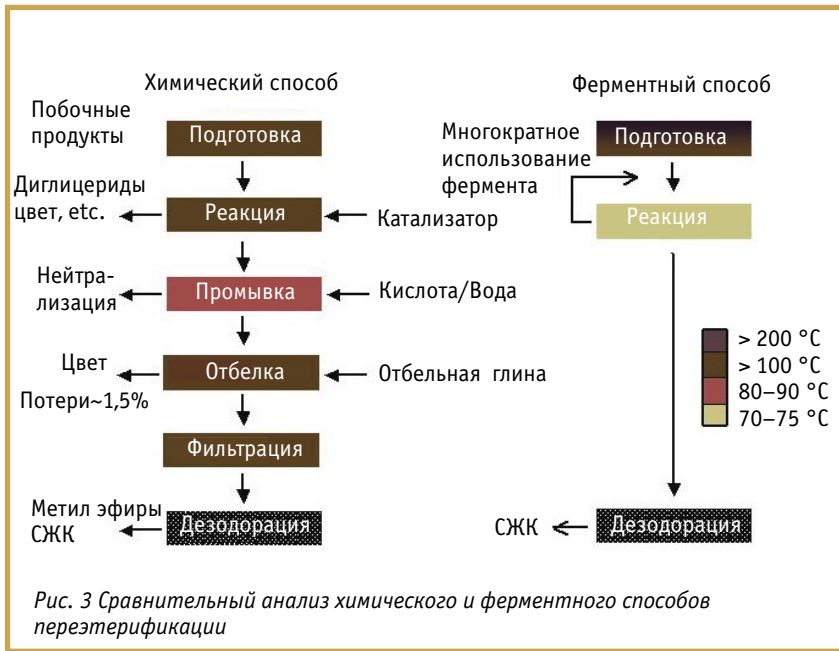 Химический способ
Ферментный способ
Побочные
продукты
Подготовка
Диглицериды
цвет, etc.
Реакция
Катализатор
Нейтра-
лизация
Промывка
Кислота/Вода
Цвет
Потери~1,5%
Отбелка
Отбельная глина
Фильтрация
Метил эфиры
СЖК
Дезодорация
Многократное
использование
фермента
Подготовка
Реакция
> 200 °C
> 100 °C
80–90 °C
70–75 °C
СЖК
Дезодорация
Рис. 3 Сравнительный анализ химического и ферментного способов
переэтерификации